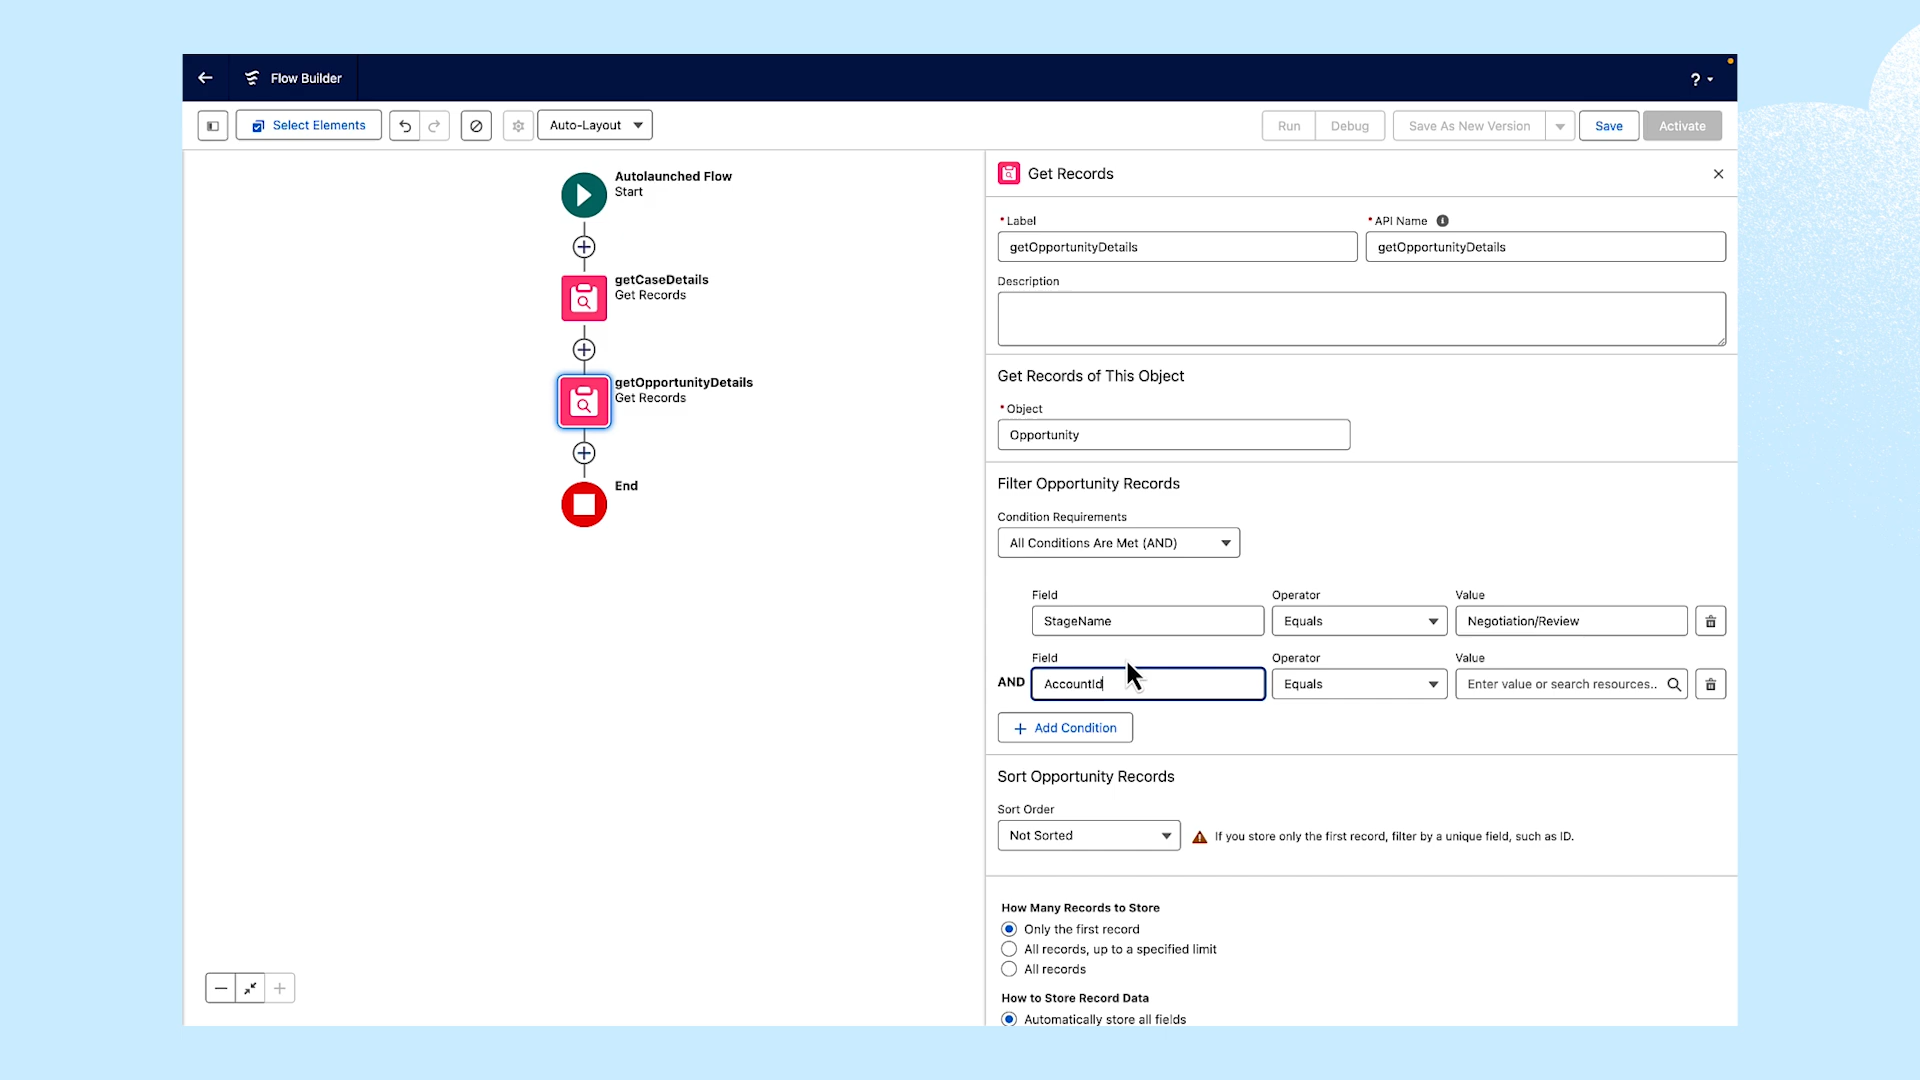 Flow Builder
?
Select Elements
Auto-Layout
Run
Debug
Save As New Version
Save
Activate
Autolaunched Flow
Start
getCaseDetails
Get Records
getOpportunityDetails
Get Records
End
Get Records
* Label
getOpportunityDetails
* API Name
getOpportunityDetails
Description
Get Records of This Object
* Object
Opportunity
Filter Opportunity Records
Condition Requirements
All Conditions Are Met (AND)
Field
Operator
Value
StageName
Equals
Negotiation/Review
Field
Operator
Value
AND
AccountId
Equals
Enter value or search resources..
+ Add Condition
Sort Opportunity Records
Sort Order
Not Sorted
If you store only the first record, filter by a unique field, such as ID.
How Many Records to Store
Only the first record
All records, up to a specified limit
All records
How to Store Record Data
Automatically store all fields